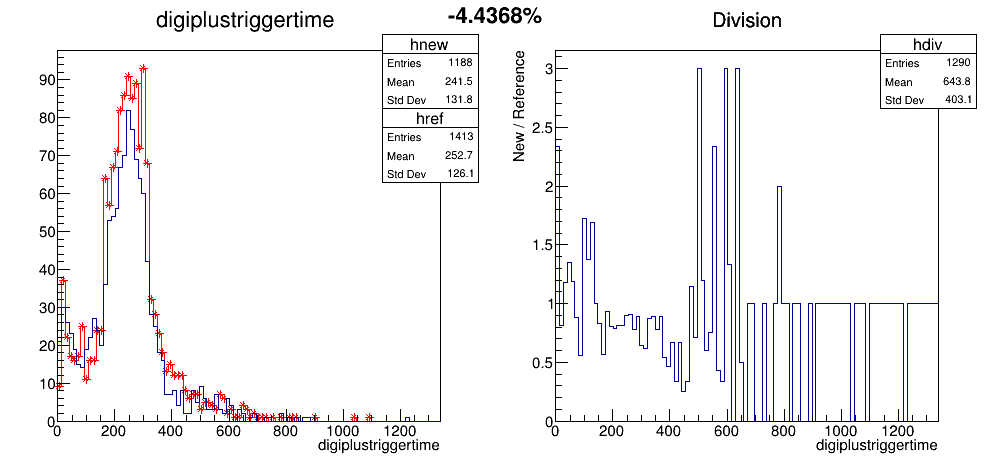 digiplustriggertime
-4.4368%
Division
hnew
Entries 1188
Mean 241.5
Std Dev 131.8
href
Entries 1413
Mean 252.7
Std Dev 126.1
90
80
70
60
50
40
30
20
10
0
0 200 400 600 800 1000 1200
digiplustriggertime
hdiv
Entries 1290
Mean 643.8
Std Dev 403.1
New / Reference
3
2.5
2
1.5
1
0.5
0
0 200 400 600 800 1000 1200
digiplustriggertime